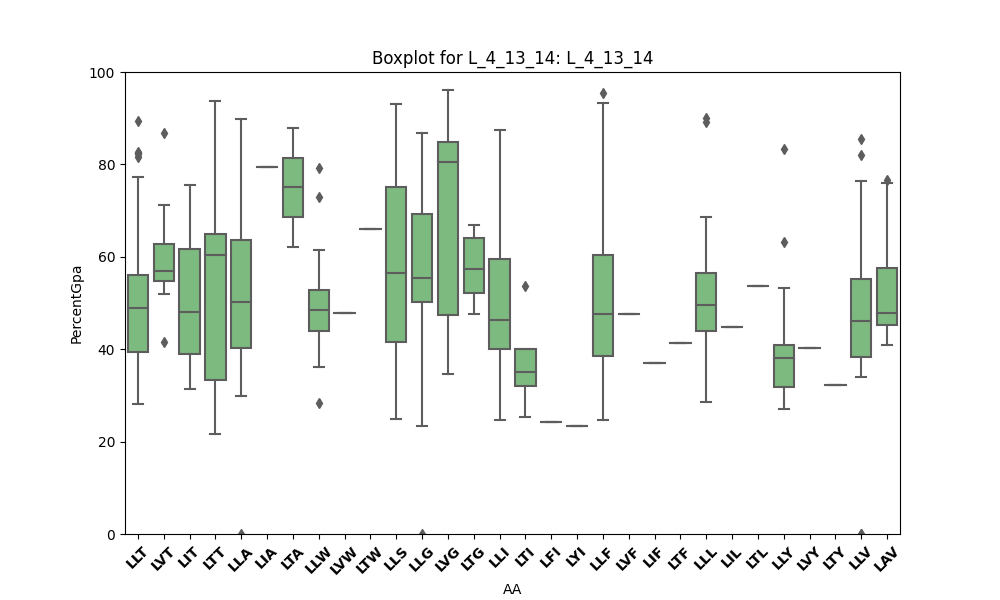 Boxplot for L_4_13_14: L_4_13_14
100
80
60
40
20
0
PercentGpa
LLT LVT LIT LTT LLA LIA LTA LLW LVW LTW LLS LLG LVG LTG LLI LTI LFI LYI LLF LVF LIF LTF LLL LIL LTL LLY LVY LTY LLV LAV
AA